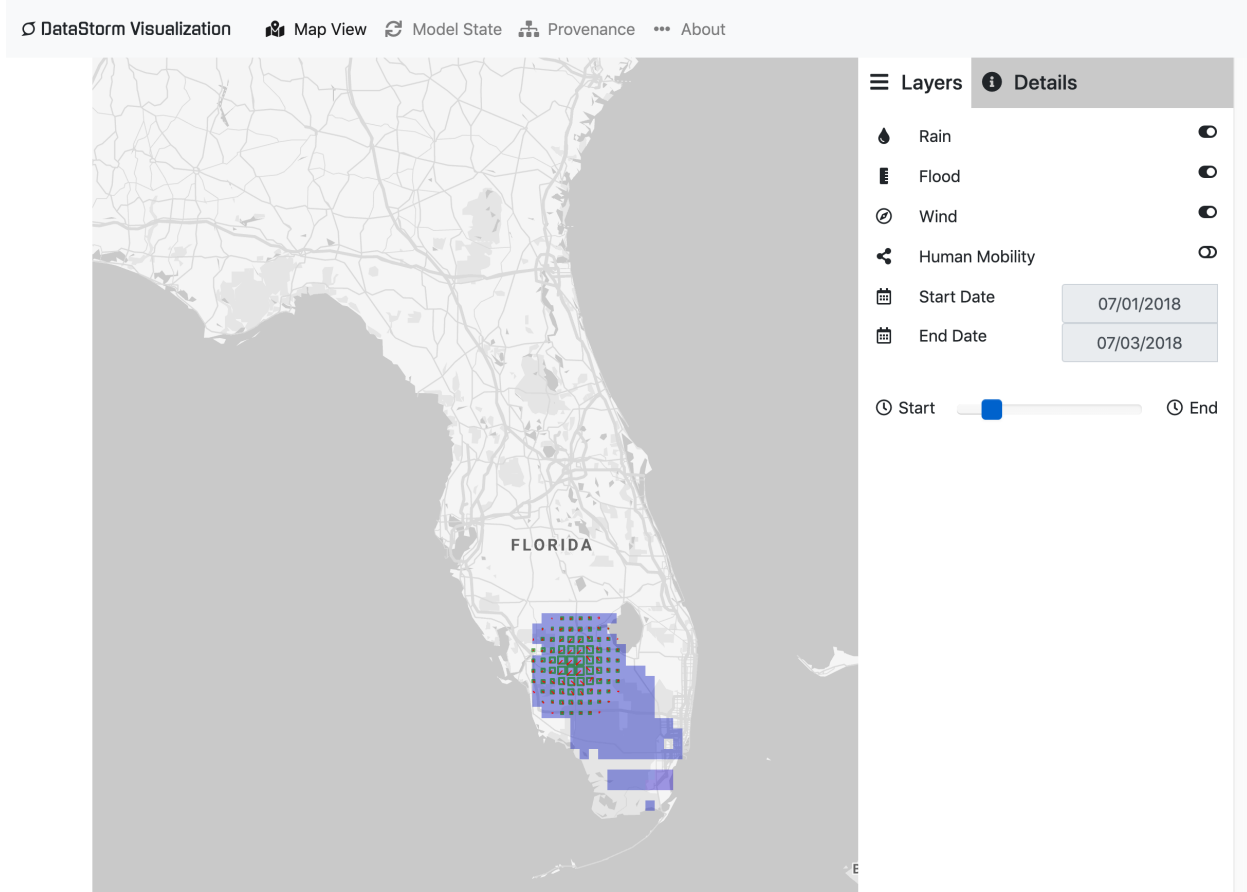 DataStorm Visualization Map View Model State Provenance About
Layers Details
Rain
Flood
Wind
Human Mobility
Start Date 07/01/2018
End Date 07/03/2018
Start End
FLORIDA